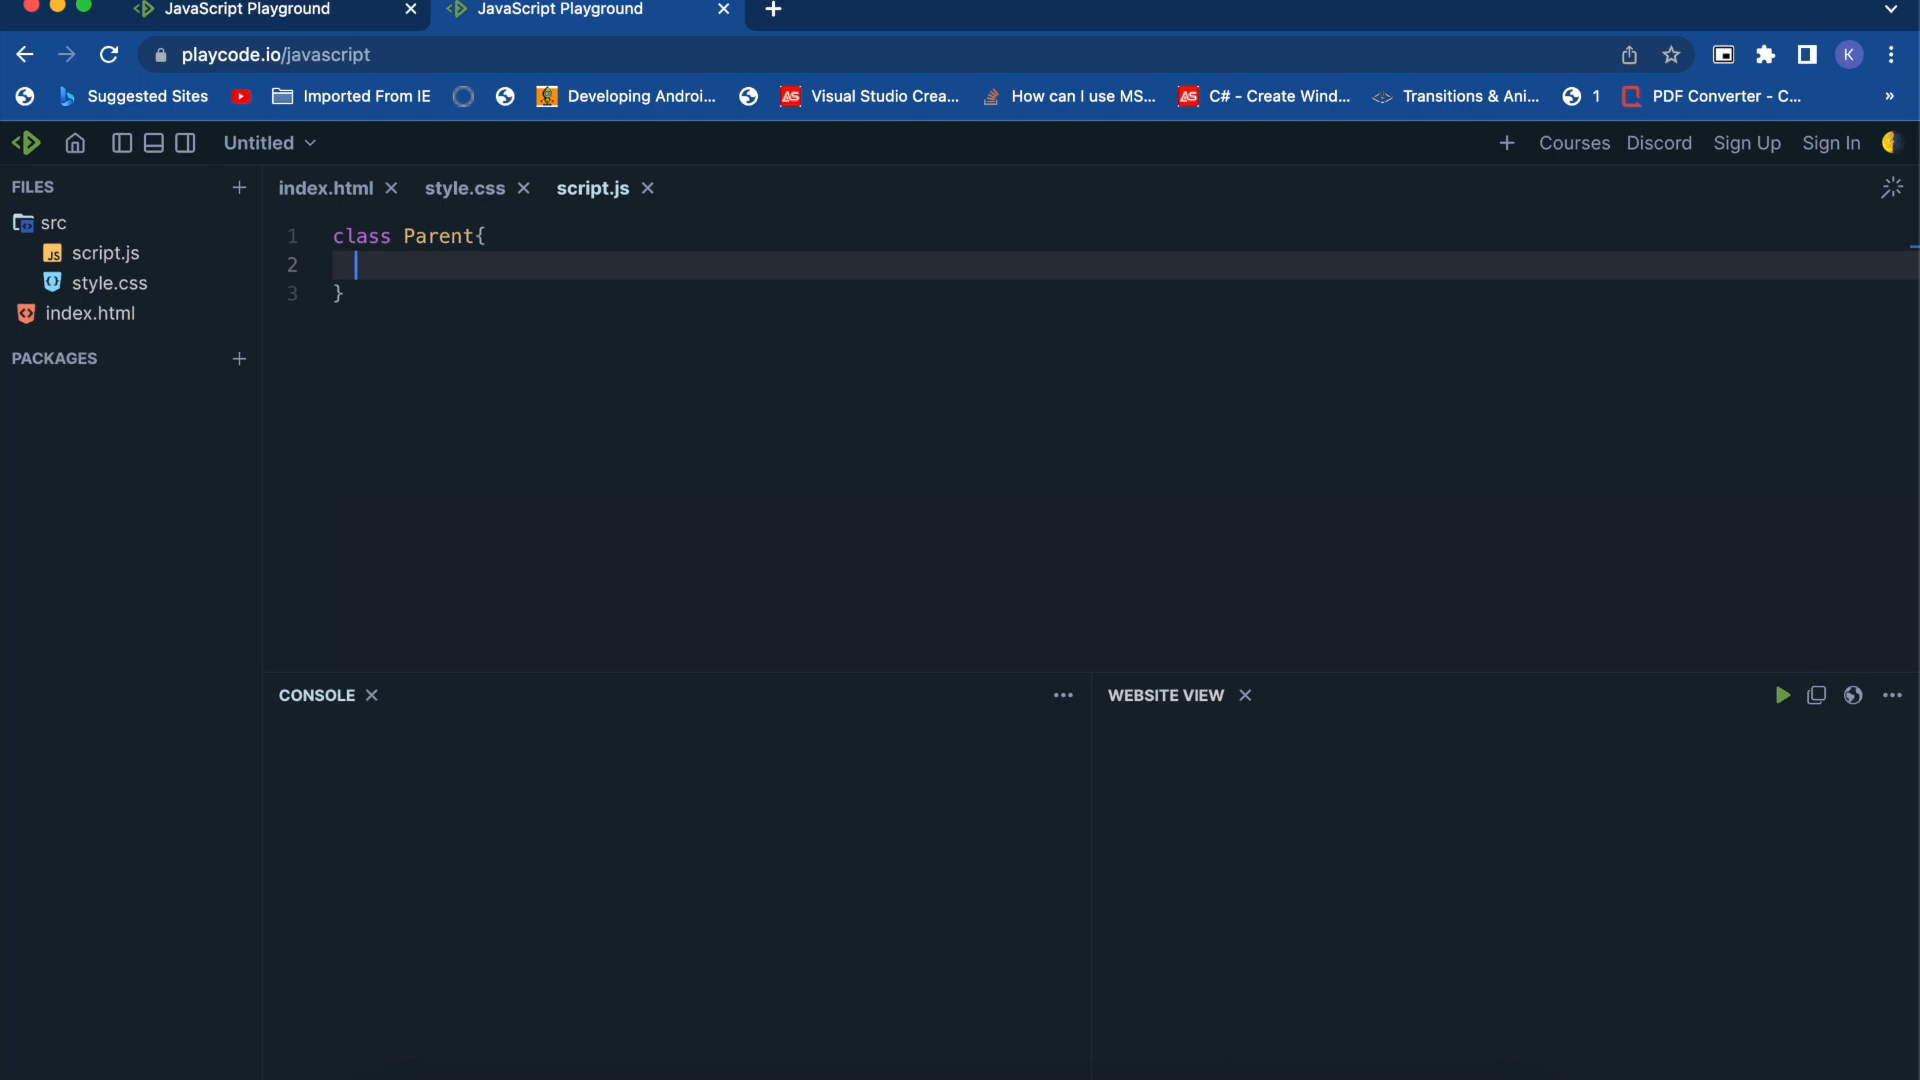 JavaScript Playground
JavaScript Playground
playcode.io/javascript
K
Suggested Sites
Imported From IE
Developing Androi...
Visual Studio Crea...
How can I use MS...
C# - Create Wind...
Transitions & Ani...
1
PDF Converter - C...
»
Untitled
Courses
Discord
Sign Up
Sign In
FILES
index.html
style.css
script.js
src
JS script.js
style.css
index.html
PACKAGES
1 class Parent{
2
3 }
CONSOLE
WEBSITE VIEW